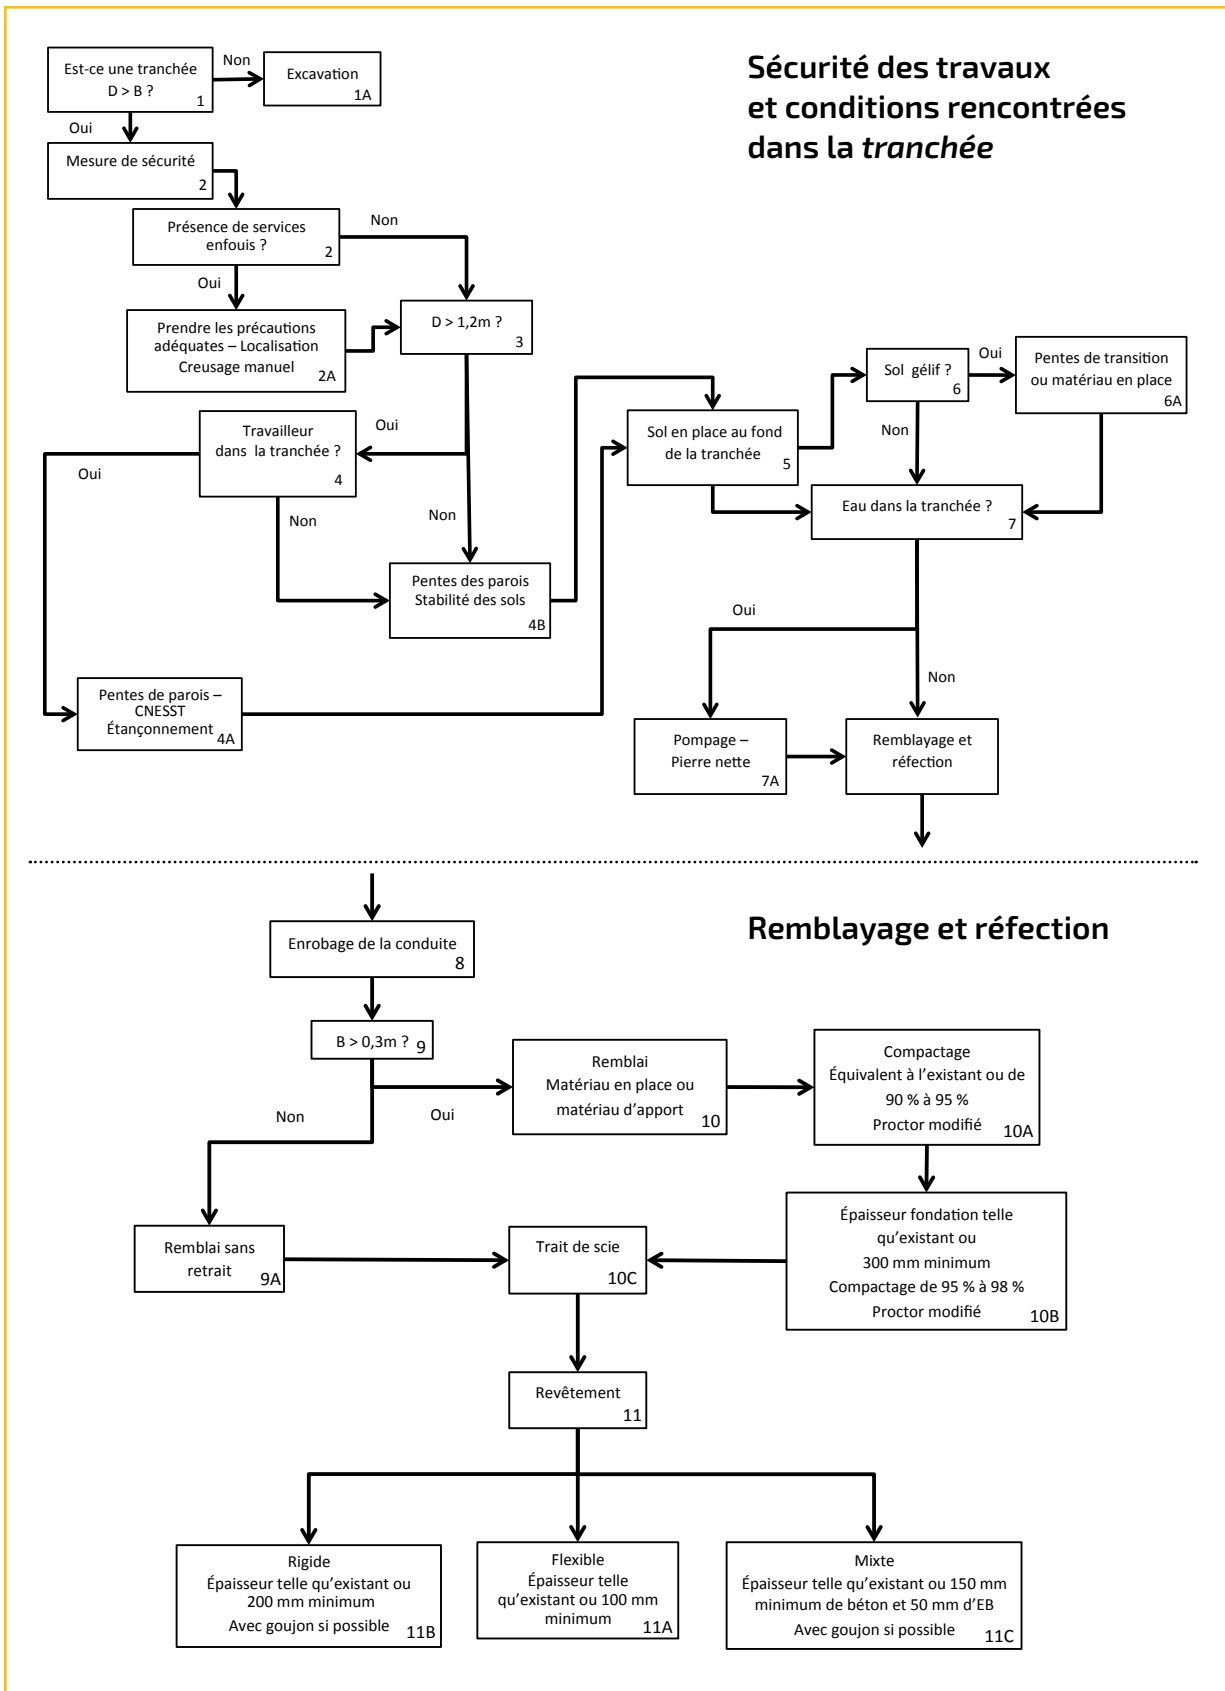 Sécurité des travaux
et conditions rencontrées
dans la tranchée
Est-ce une tranchée
D > B ?
1
Non
Excavation
1A
Oui
Mesure de sécurité
2
Présence de services
enfouis ?
2
Non
Oui
Prendre les précautions
adéquates – Localisation
Creusage manuel
2A
D > 1,2m ?
3
Oui
Non
Travailleur
dans la tranchée ?
4
Oui
Non
Pentes des parois
Stabilité des sols
4B
Pentes de parois –
CNESST
Étançonnement
4A
Sol en place au fond
de la tranchée
5
Sol gélif ?
6
Oui
Pentes de transition
ou matériau en place
6A
Non
Eau dans la tranchée ?
7
Oui
Non
Pompage –
Pierre nette
7A
Remblayage et
réfection
Remblayage et réfection
Enrobage de la conduite
8
B > 0,3m ?
9
Non
Oui
Remblai
Matériau en place ou
matériau d'apport
10
Compactage
Équivalent à l'existant ou de
90 % à 95 %
Proctor modifié
10A
Remblai sans
retrait
9A
Trait de scie
10C
Épaisseur fondation telle
qu'existant ou
300 mm minimum
Compactage de 95 % à 98 %
Proctor modifié
10B
Revêtement
11
Rigide
Épaisseur telle qu'existant ou
200 mm minimum
Avec goujon si possible
11B
Flexible
Épaisseur telle
qu'existant ou 100 mm
minimum
11A
Mixte
Épaisseur telle qu'existant ou 150 mm
minimum de béton et 50 mm d'EB
Avec goujon si possible
11C